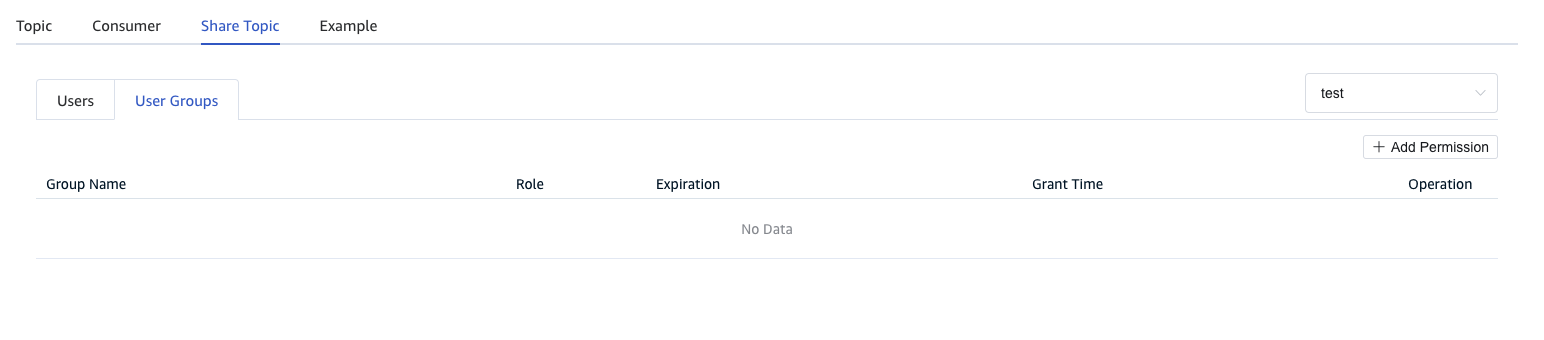 Topic Consumer Share Topic Example
Users User Groups test
Add Permission
Group Name Role Expiration Grant Time Operation
No Data